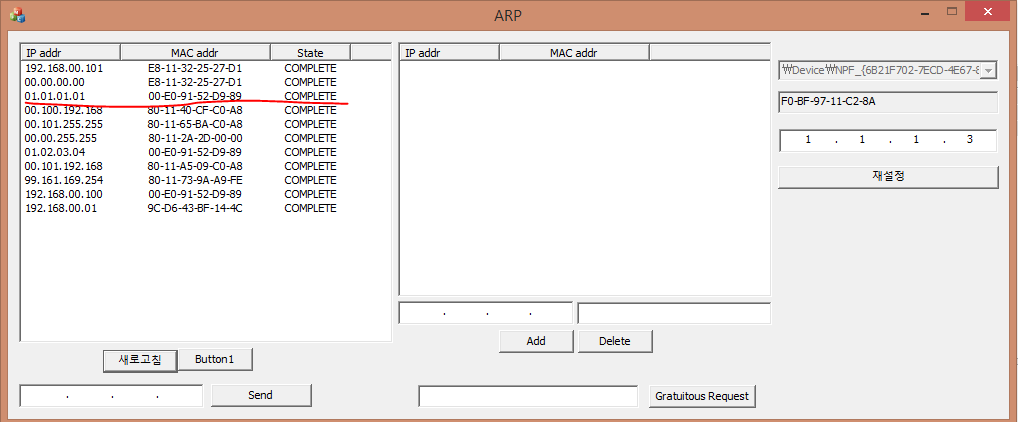 ARP
IP addr MAC addr State
192.168.00.101 E8-11-32-25-27-D1 COMPLETE
00.00.00.00 E8-11-32-25-27-D1 COMPLETE
01.01.01.01 00-E0-91-52-D9-89 COMPLETE
00.100.192.168 80-11-40-CF-C0-A8 COMPLETE
00.101.255.255 80-11-65-BA-C0-A8 COMPLETE
00.00.255.255 80-11-2A-2D-00-00 COMPLETE
01.02.03.04 00-E0-91-52-D9-89 COMPLETE
00.101.192.168 80-11-A5-09-C0-A8 COMPLETE
99.161.169.254 80-11-73-9A-A9-FE COMPLETE
192.168.00.100 00-E0-91-52-D9-89 COMPLETE
192.168.00.01 9C-D6-43-BF-14-4C COMPLETE
새로고침 Button1
. . . Send
IP addr MAC addr
. . .
Add Delete
Gratuitous Request
₩Device₩NPF_{6B21F702-7ECD-4E67-8
F0-BF-97-11-C2-8A
1 . 1 . 1 . 3
재설정